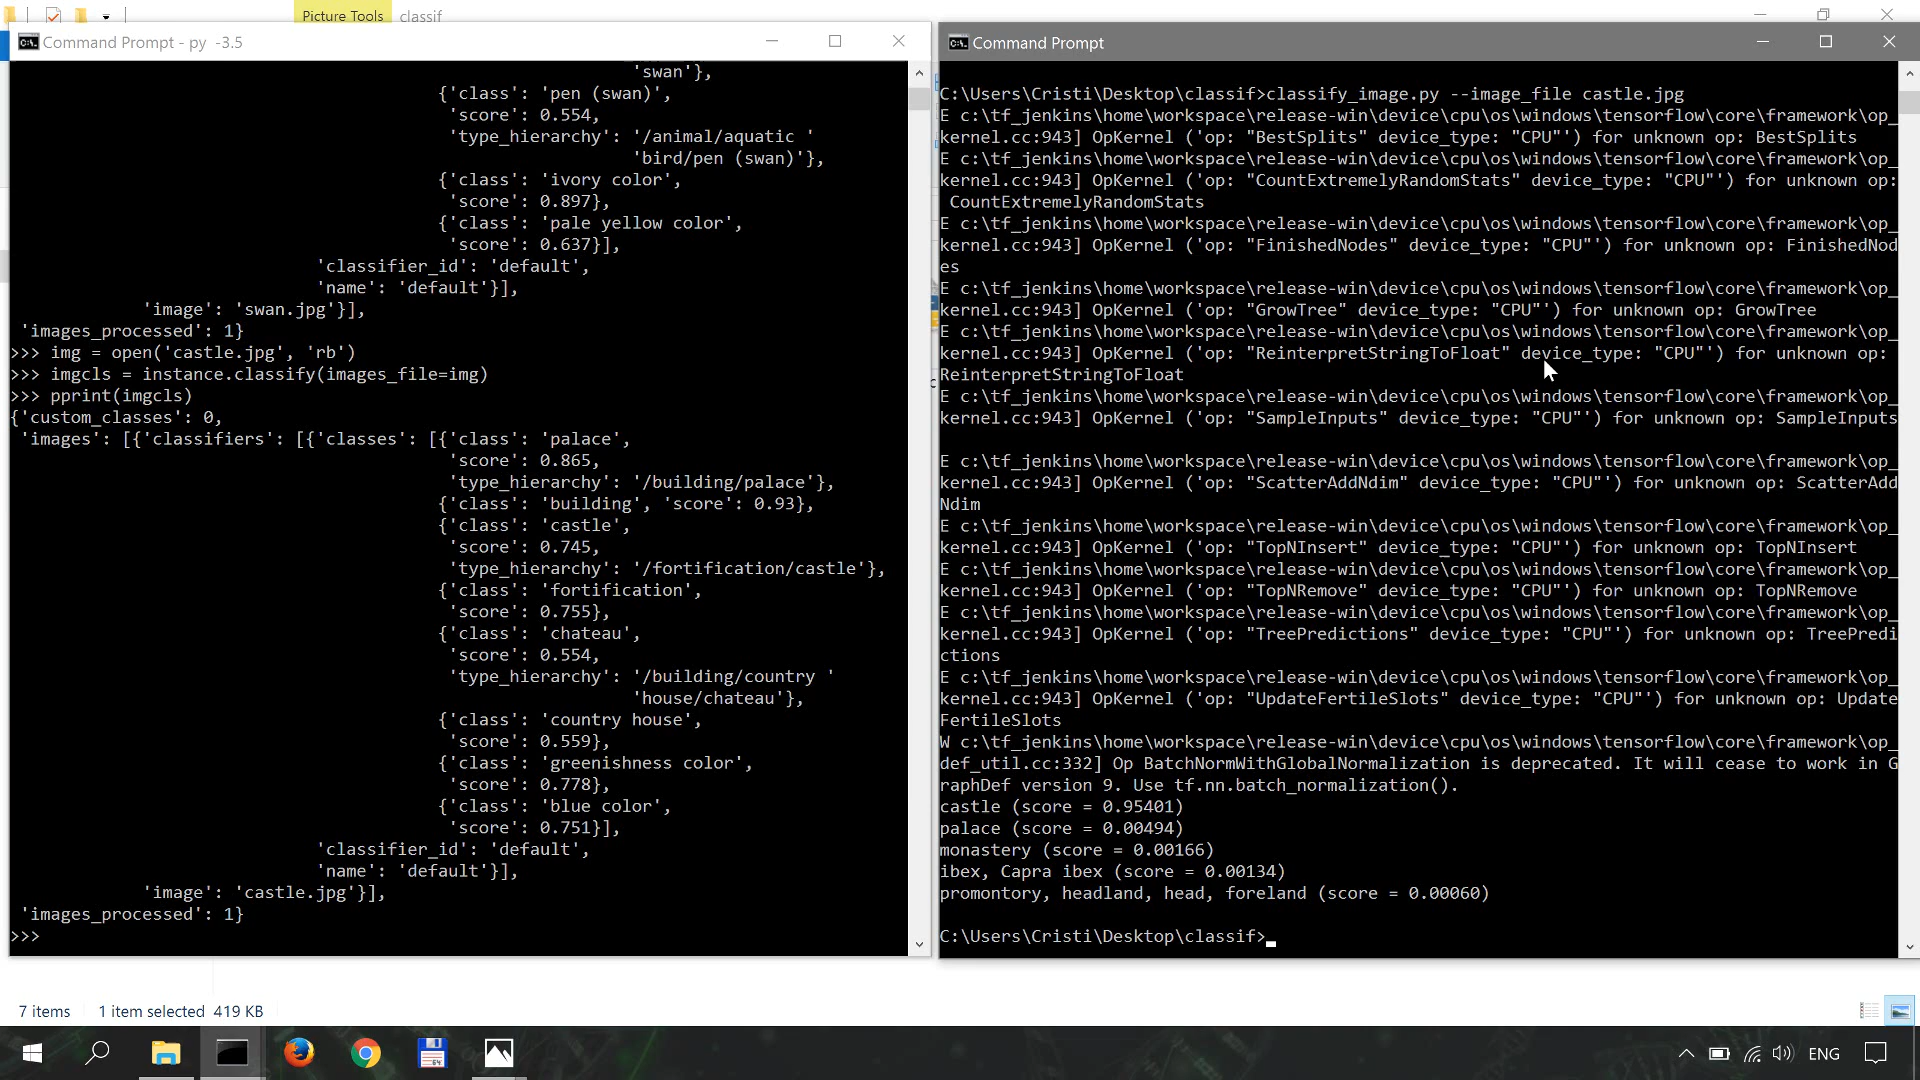 Picture Tools classif
Command Prompt - py -3.5
'swan'},
{'class': 'pen (swan)',
'score': 0.554,
'type_hierarchy': '/animal/aquatic '
'bird/pen (swan)'},
{'class': 'ivory color',
'score': 0.897},
{'class': 'pale yellow color',
'score': 0.637}],
'classifier_id': 'default',
'name': 'default'}],
'image': 'swan.jpg'}],
'images_processed': 1}
>>> img = open('castle.jpg', 'rb')
>>> imgcls = instance.classify(images_file=img)
>>> pprint(imgcls)
{'custom_classes': 0,
'images': [{'classifiers': [{'classes': [{'class': 'palace',
'score': 0.865,
'type_hierarchy': '/building/palace'},
{'class': 'building', 'score': 0.93},
{'class': 'castle',
'score': 0.745,
'type_hierarchy': '/fortification/castle'},
{'class': 'fortification',
'score': 0.755},
{'class': 'chateau',
'score': 0.554,
'type_hierarchy': '/building/country '
'house/chateau'},
{'class': 'country house',
'score': 0.559},
{'class': 'greenishness color',
'score': 0.778},
{'class': 'blue color',
'score': 0.751}],
'classifier_id': 'default',
'name': 'default'}],
'image': 'castle.jpg'}],
'images_processed': 1}
>>>
Command Prompt
C:\Users\Cristi\Desktop\classif>classify_image.py --image_file castle.jpg
E c:\tf_jenkins\home\workspace\release-win\device\cpu\os\windows\tensorflow\core\framework\op_
kernel.cc:943] OpKernel ('op: "BestSplits" device_type: "CPU"') for unknown op: BestSplits
E c:\tf_jenkins\home\workspace\release-win\device\cpu\os\windows\tensorflow\core\framework\op_
kernel.cc:943] OpKernel ('op: "CountExtremelyRandomStats" device_type: "CPU"') for unknown op:
CountExtremelyRandomStats
E c:\tf_jenkins\home\workspace\release-win\device\cpu\os\windows\tensorflow\core\framework\op_
kernel.cc:943] OpKernel ('op: "FinishedNodes" device_type: "CPU"') for unknown op: FinishedNod
es
E c:\tf_jenkins\home\workspace\release-win\device\cpu\os\windows\tensorflow\core\framework\op_
kernel.cc:943] OpKernel ('op: "GrowTree" device_type: "CPU"') for unknown op: GrowTree
E c:\tf_jenkins\home\workspace\release-win\device\cpu\os\windows\tensorflow\core\framework\op_
kernel.cc:943] OpKernel ('op: "ReinterpretStringToFloat" device_type: "CPU"') for unknown op:
ReinterpretStringToFloat
E c:\tf_jenkins\home\workspace\release-win\device\cpu\os\windows\tensorflow\core\framework\op_
kernel.cc:943] OpKernel ('op: "SampleInputs" device_type: "CPU"') for unknown op: SampleInputs
E c:\tf_jenkins\home\workspace\release-win\device\cpu\os\windows\tensorflow\core\framework\op_
kernel.cc:943] OpKernel ('op: "ScatterAddNdim" device_type: "CPU"') for unknown op: ScatterAdd
Ndim
E c:\tf_jenkins\home\workspace\release-win\device\cpu\os\windows\tensorflow\core\framework\op_
kernel.cc:943] OpKernel ('op: "TopNInsert" device_type: "CPU"') for unknown op: TopNInsert
E c:\tf_jenkins\home\workspace\release-win\device\cpu\os\windows\tensorflow\core\framework\op_
kernel.cc:943] OpKernel ('op: "TopNRemove" device_type: "CPU"') for unknown op: TopNRemove
E c:\tf_jenkins\home\workspace\release-win\device\cpu\os\windows\tensorflow\core\framework\op_
kernel.cc:943] OpKernel ('op: "TreePredictions" device_type: "CPU"') for unknown op: TreePredi
ctions
E c:\tf_jenkins\home\workspace\release-win\device\cpu\os\windows\tensorflow\core\framework\op_
kernel.cc:943] OpKernel ('op: "UpdateFertileSlots" device_type: "CPU"') for unknown op: Update
FertileSlots
W c:\tf_jenkins\home\workspace\release-win\device\cpu\os\windows\tensorflow\core\framework\op_
def_util.cc:332] Op BatchNormWithGlobalNormalization is deprecated. It will cease to work in G
raphDef version 9. Use tf.nn.batch_normalization().
castle (score = 0.95401)
palace (score = 0.00494)
monastery (score = 0.00166)
ibex, Capra ibex (score = 0.00134)
promontory, headland, head, foreland (score = 0.00060)
C:\Users\Cristi\Desktop\classif>
7 items 1 item selected 419 KB
64
ENG